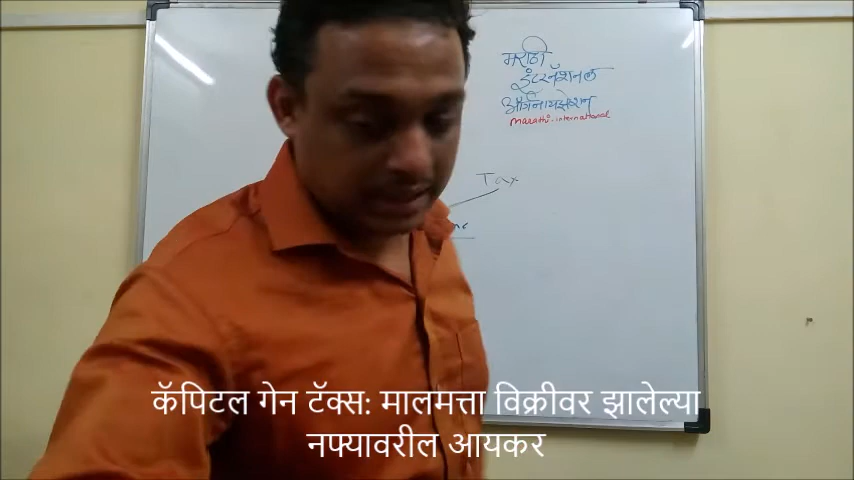 मराठी
इंटरनॅशनल
ऑर्गनायझेशन
marathi-international
Tax
कॅपिटल गेन टॅक्स: मालमत्ता विक्रीवर झालेल्या
नफ्यावरील आयकर